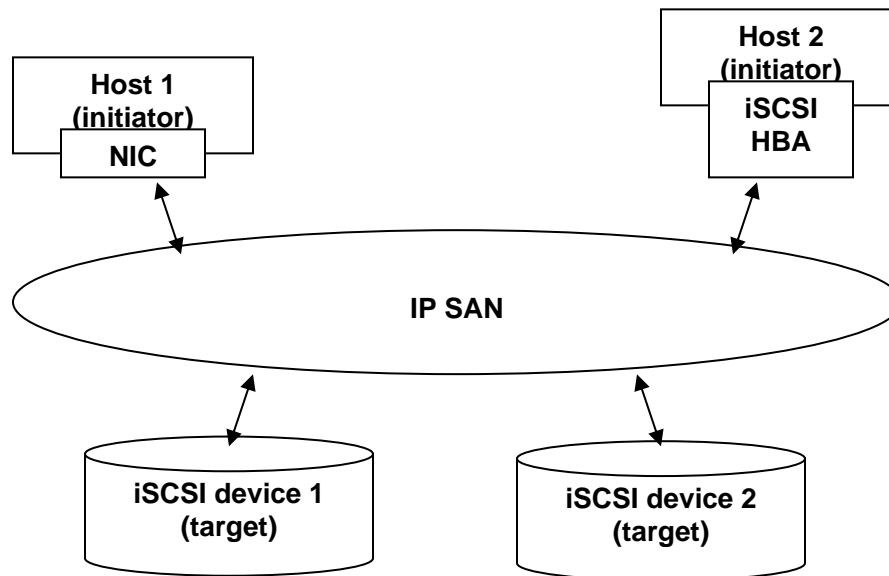 Host 1
(initiator)
NIC
Host 2
(initiator)
iSCSI
HBA
IP SAN
iSCSI device 1
(target)
iSCSI device 2
(target)